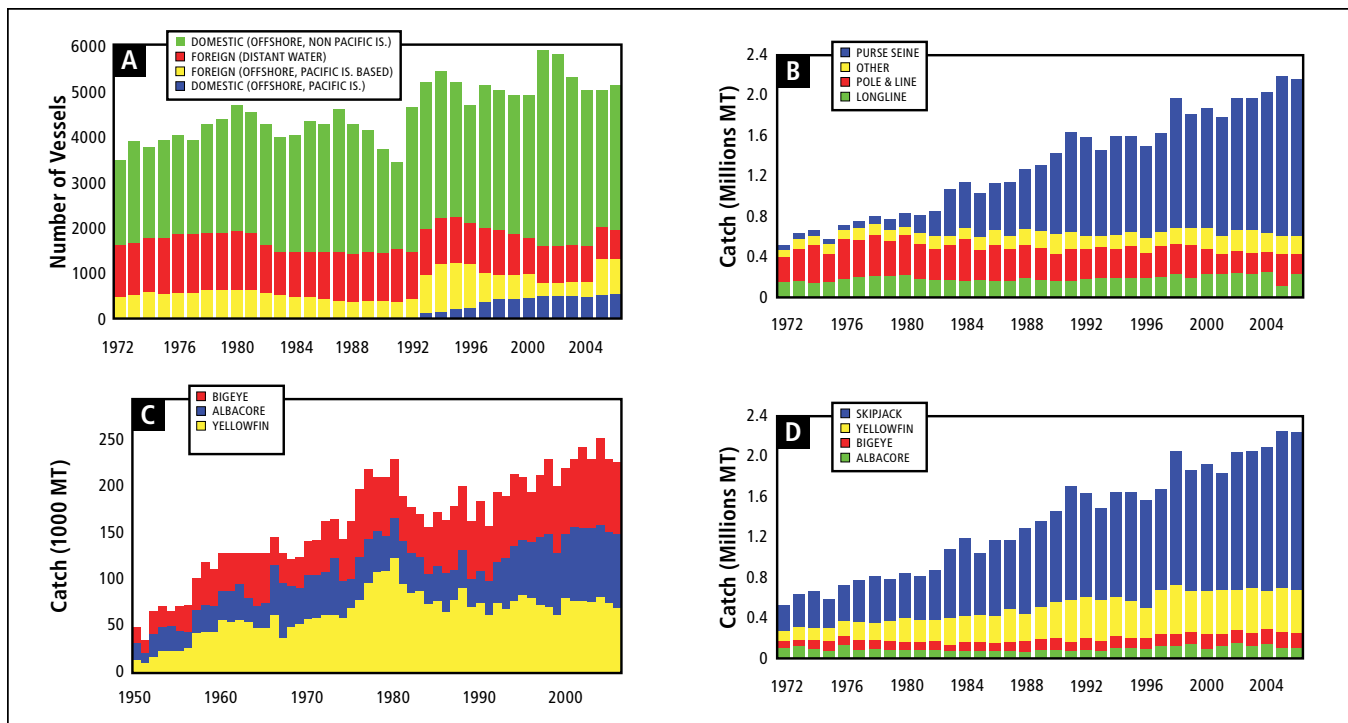 A
DOMESTIC (OFFSHORE, NON PACIFIC IS.)
FOREIGN (DISTANT WATER)
FOREIGN (OFFSHORE, PACIFIC IS. BASED)
DOMESTIC (OFFSHORE, PACIFIC IS.)
Number of Vessels
6000
5000
4000
3000
2000
1000
0
1972 1976 1980 1984 1988 1992 1996 2000 2004
B
PURSE SEINE
OTHER
POLE & LINE
LONGLINE
Catch (Millions MT)
2.4
2.0
1.6
1.2
0.8
0.4
0
1972 1976 1980 1984 1988 1992 1996 2000 2004
C
BIGEYE
ALBACORE
YELLOWFIN
Catch (1000 MT)
250
200
150
100
50
0
1950 1960 1970 1980 1990 2000
D
SKIPJACK
YELLOWFIN
BIGEYE
ALBACORE
Catch (Millions MT)
2.4
2.0
1.6
1.2
0.8
0.4
0
1972 1976 1980 1984 1988 1992 1996 2000 2004